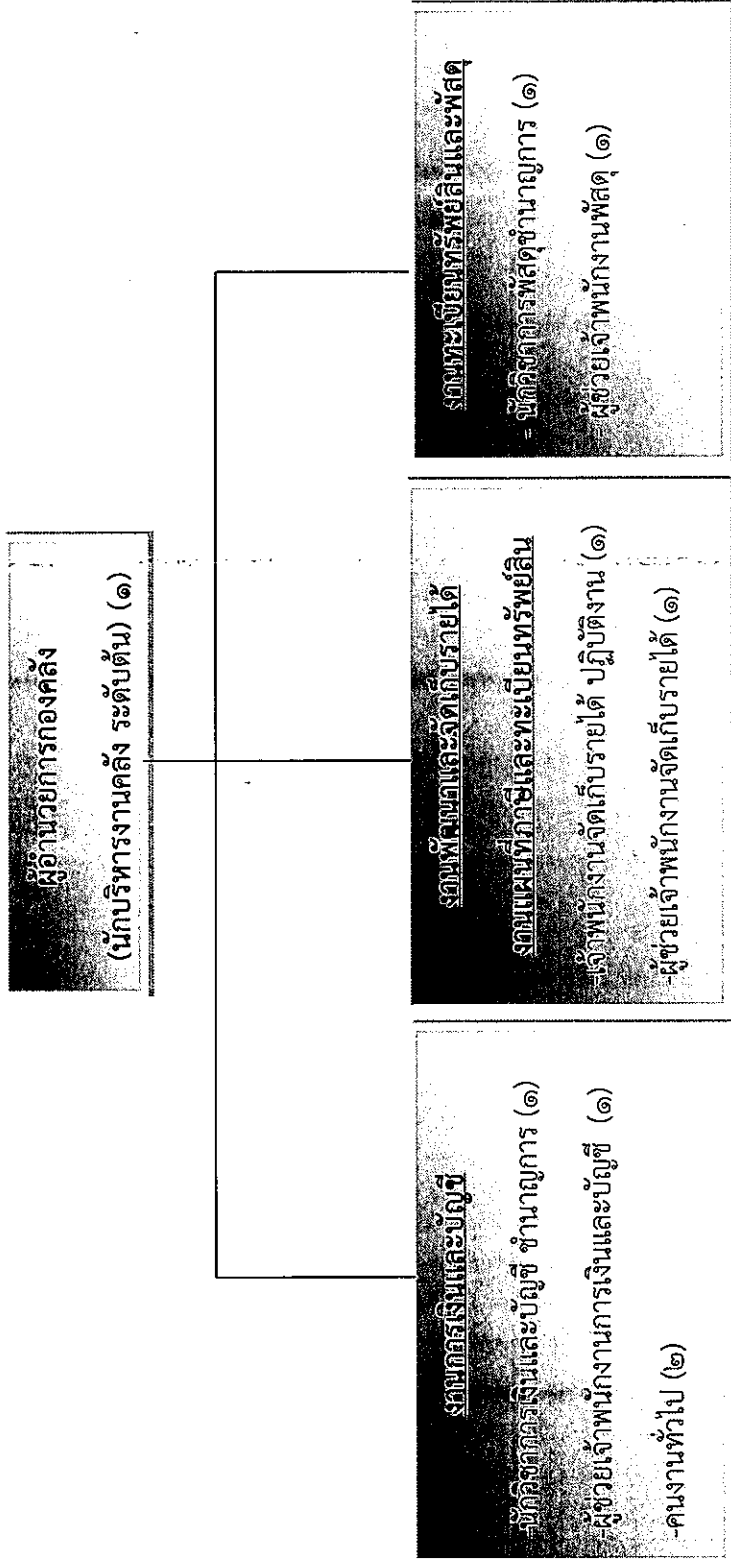 ผู้อำนวยการกองคลัง
(นักบริหารงานคลัง ระดับต้น) (๑)
งานการเงินและบัญชี
-นักวิชาการเงินและบัญชี ชำนาญการ (๑)
-ผู้ช่วยเจ้าพนักงานการเงินและบัญชี (๑)
-คนงานทั่วไป (๒)
งานพัฒนาและจัดเก็บรายได้
งานแผนที่ภาษีและทะเบียนทรัพย์สิน
-เจ้าพนักงานจัดเก็บรายได้ ปฏิบัติงาน (๑)
-ผู้ช่วยเจ้าพนักงานจัดเก็บรายได้ (๑)
งานทะเบียนทรัพย์สินและพัสดุ
- นักวิชาการพัสดุชำนาญการ (๑)
- ผู้ช่วยเจ้าพนักงานพัสดุ (๑)